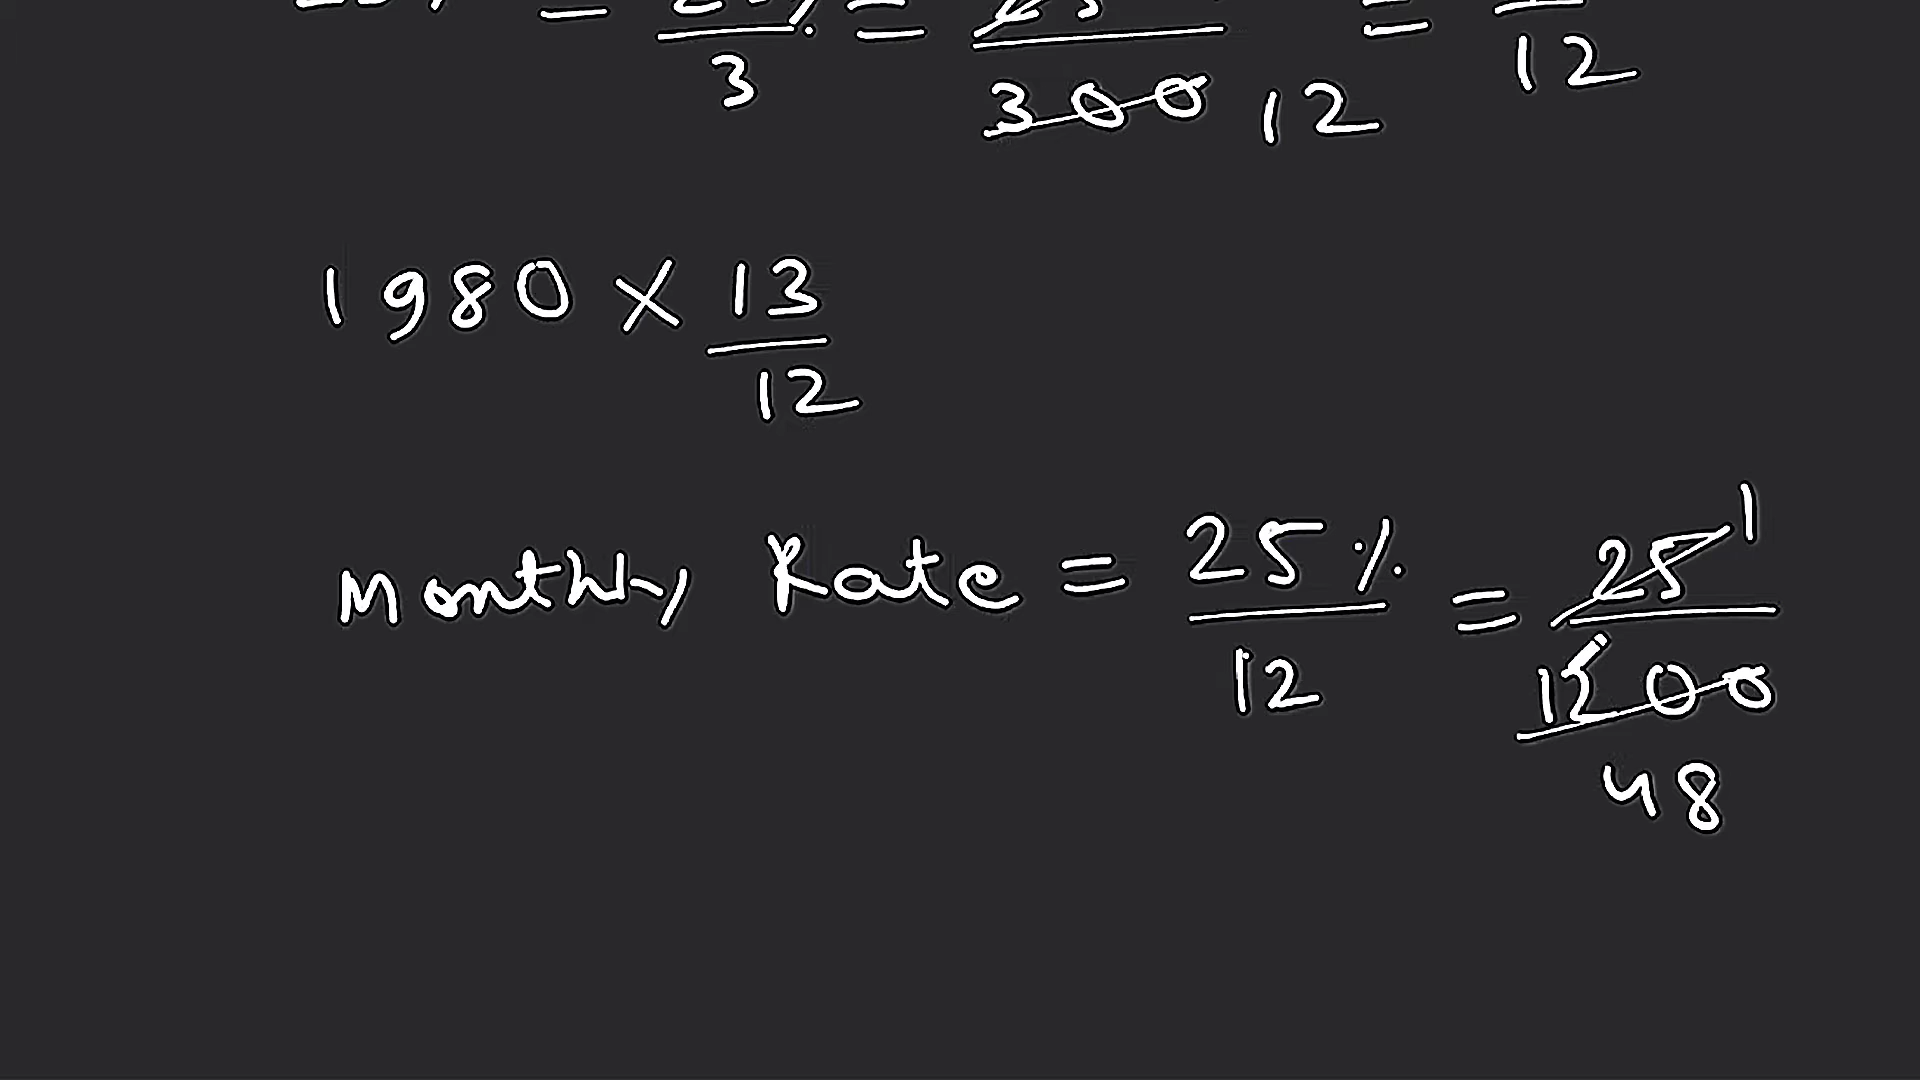 = 3 = 300 12 = 12
1980 × 13/12
Monthly Rate = 25%/12 = 25 1/1200 48